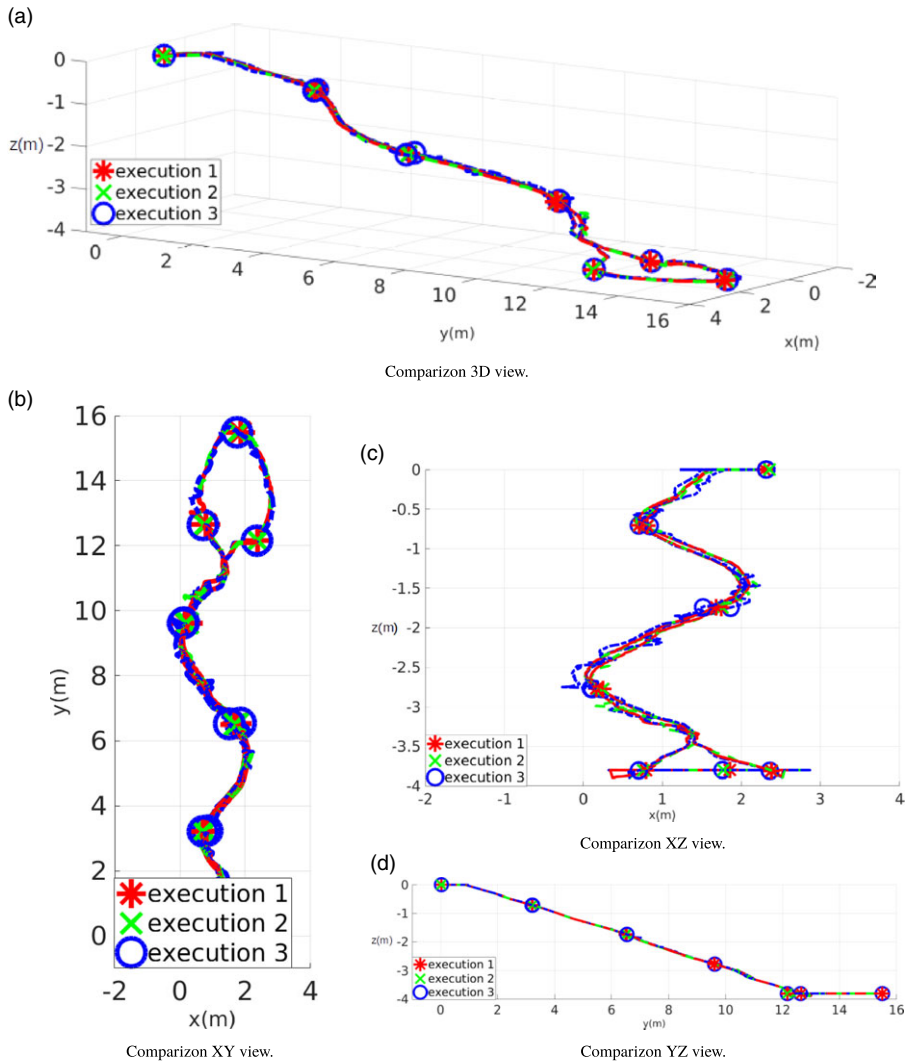 (a)
0
-1
-2
-3
-4
z(m)
execution 1
execution 2
execution 3
0
2
4
6
8
10
12
14
16
y(m)
4
2
0
-2
x(m)
Comparizon 3D view.
(b)
16
14
12
10
8
6
4
2
0
y(m)
execution 1
execution 2
execution 3
-2
0
2
4
x(m)
Comparizon XY view.
(c)
0
-0.5
-1
-1.5
-2
-2.5
-3
-3.5
-4
z(m)
execution 1
execution 2
execution 3
-2
-1
0
1
2
3
4
x(m)
Comparizon XZ view.
(d)
0
-1
-2
-3
-4
z(m)
execution 1
execution 2
execution 3
0
2
4
6
8
10
12
14
16
y(m)
Comparizon YZ view.